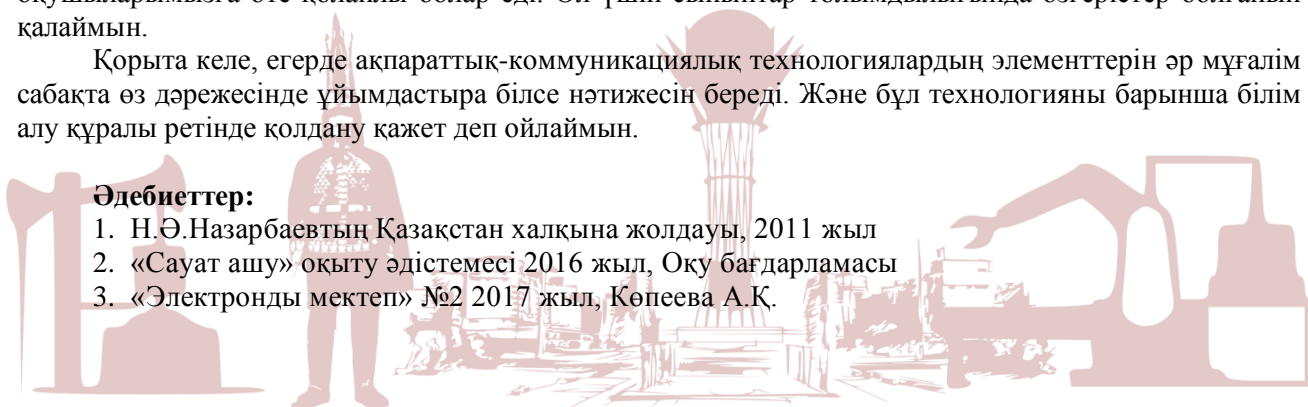 қалаймын.
Қорыта келе, егерде ақпараттық-коммуникациялық технологиялардың элементтерін әр мұғалім
сабақта өз дәрежесінде ұйымдастыра білсе нәтижесін береді. Және бұл технологияны барынша білім
алу құралы ретінде қолдану қажет деп ойлаймын.
Әдебиеттер:
1. Н.Ә.Назарбаевтың Қазақстан халқына жолдауы, 2011 жыл
2. «Сауат ашу» оқыту әдістемесі 2016 жыл, Оқу бағдарламасы
3. «Электронды мектеп» №2 2017 жыл, Көпеева А.Қ.